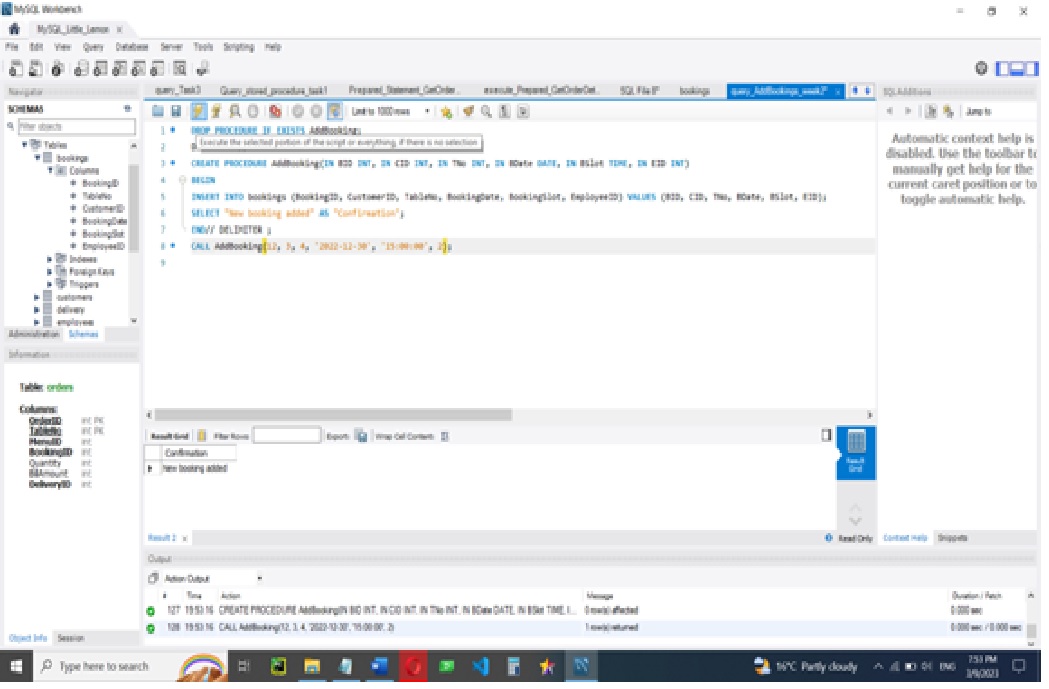 MySQL Workbench
MySQL_Little_Lemon x
File Edit View Query Database Server Tools Scripting Help
Navigator
query_Task3 Query_stored_procedure_task1 Prepared_Statement_GetOrder... execute_Prepared_GetOrderDet... SQL File 8* bookings query_AddBookings_week2* x
SQLAdditions
SCHEMAS
Limit to 1000 rows
Jump to
Filter objects
Tables
bookings
Columns
BookingID
TableNo
CustomerID
BookingDate
BookingSlot
EmployeeID
Indexes
Foreign Keys
Triggers
customers
delivery
employees
Administration Schemas
1 DROP PROCEDURE IF EXISTS AddBooking;
2
Execute the selected portion of the script or everything, if there is no selection
3 CREATE PROCEDURE AddBooking(IN BID INT, IN CID INT, IN TNo INT, IN BDate DATE, IN BSlot TIME, IN EID INT)
4 BEGIN
5 INSERT INTO bookings (BookingID, CustomerID, TableNo, BookingDate, BookingSlot, EmployeeID) VALUES (BID, CID, TNo, BDate, BSlot, EID);
6 SELECT "New booking added" AS "Confirmation";
7 END// DELIMITER ;
8 CALL AddBooking(12, 3, 4, '2022-12-30', '15:00:00', 2);
9
Automatic context help is
disabled. Use the toolbar to
manually get help for the
current caret position or to
toggle automatic help.
Information
Table: orders
Columns:
OrderID int PK
TableNo int PK
MenuID int
BookingID int
Quantity int
BillAmount int
DeliveryID int
Object Info Session
Result Grid Filter Rows: Export: Wrap Cell Content:
Confirmation
New booking added
Result Grid
Result 2 x
Read Only
Context Help Snippets
Output
Action Output
# Time Action Message Duration / Fetch
127 19:53:16 CREATE PROCEDURE AddBooking(IN BID INT, IN CID INT, IN TNo INT, IN BDate DATE, IN BSlot TIME, I... 0 row(s) affected 0.000 sec
128 19:53:16 CALL AddBooking(12, 3, 4, '2022-12-30', '15:00:00', 2) 1 row(s) returned 0.000 sec / 0.000 sec
Type here to search
16°C Partly cloudy
ENG
7:53 PM
3/9/2023